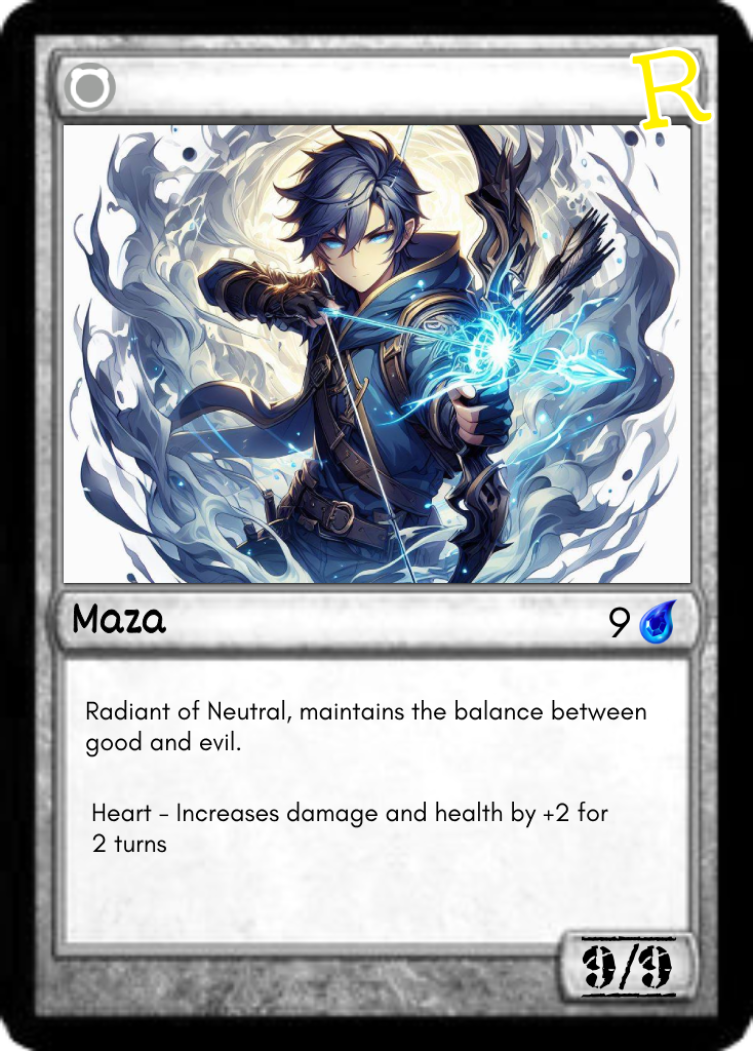 R
Maza
9
Radiant of Neutral, maintains the balance between
good and evil.
Heart - Increases damage and health by +2 for
2 turns
9/9